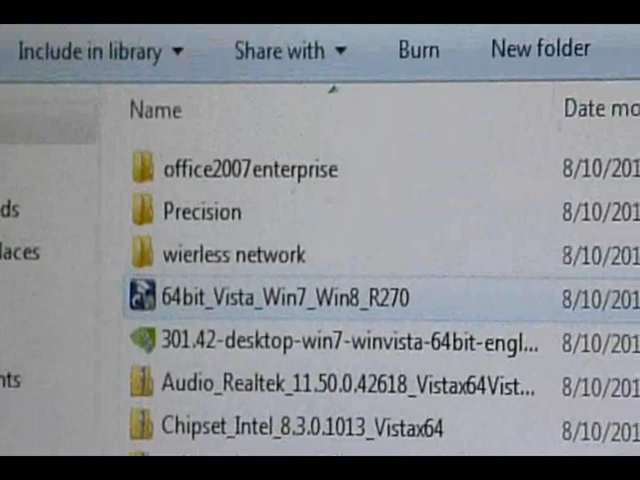 Include in library Share with Burn New folder
Name Date mo
office2007enterprise 8/10/201
Precision 8/10/201
ds
wierless network 8/10/201
laces
64bit_Vista_Win7_Win8_R270 8/10/201
301.42-desktop-win7-winvista-64bit-engl... 8/10/201
nts
Audio_Realtek_11.50.0.42618_Vistax64Vist... 8/10/201
Chipset_Intel_8.3.0.1013_Vistax64 8/10/201